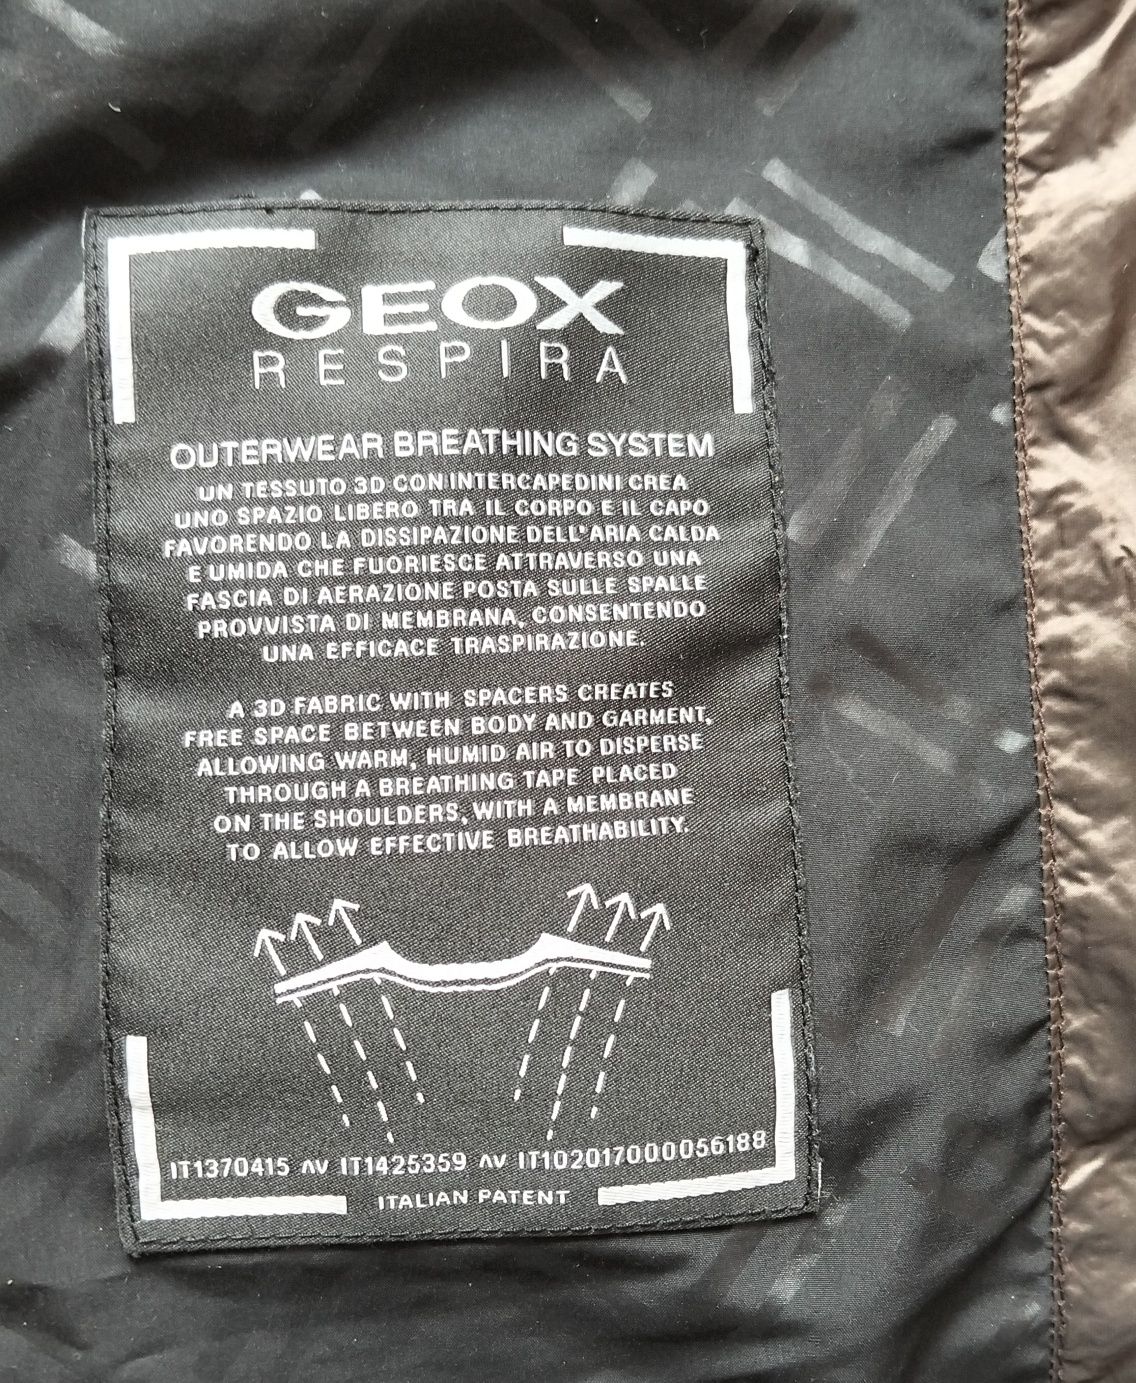 GEOX
RESPIRA
OUTERWEAR BREATHING SYSTEM
UN TESSUTO 3D CON INTERCAPEDINI CREA
UNO SPAZIO LIBERO TRA IL CORPO E IL CAPO
FAVORENDO LA DISSIPAZIONE DELL'ARIA CALDA
E UMIDA CHE FUORIESCE ATTRAVERSO UNA
FASCIA DI AERAZIONE POSTA SULLE SPALLE
PROVVISTA DI MEMBRANA, CONSENTENDO
UNA EFFICACE TRASPIRAZIONE.
A 3D FABRIC WITH SPACERS CREATES
FREE SPACE BETWEEN BODY AND GARMENT,
ALLOWING WARM, HUMID AIR TO DISPERSE
THROUGH A BREATHING TAPE PLACED
ON THE SHOULDERS, WITH A MEMBRANE
TO ALLOW EFFECTIVE BREATHABILITY.
IT1370415 ΛV IT1425359 ΛV IT102017000056188
ITALIAN PATENT